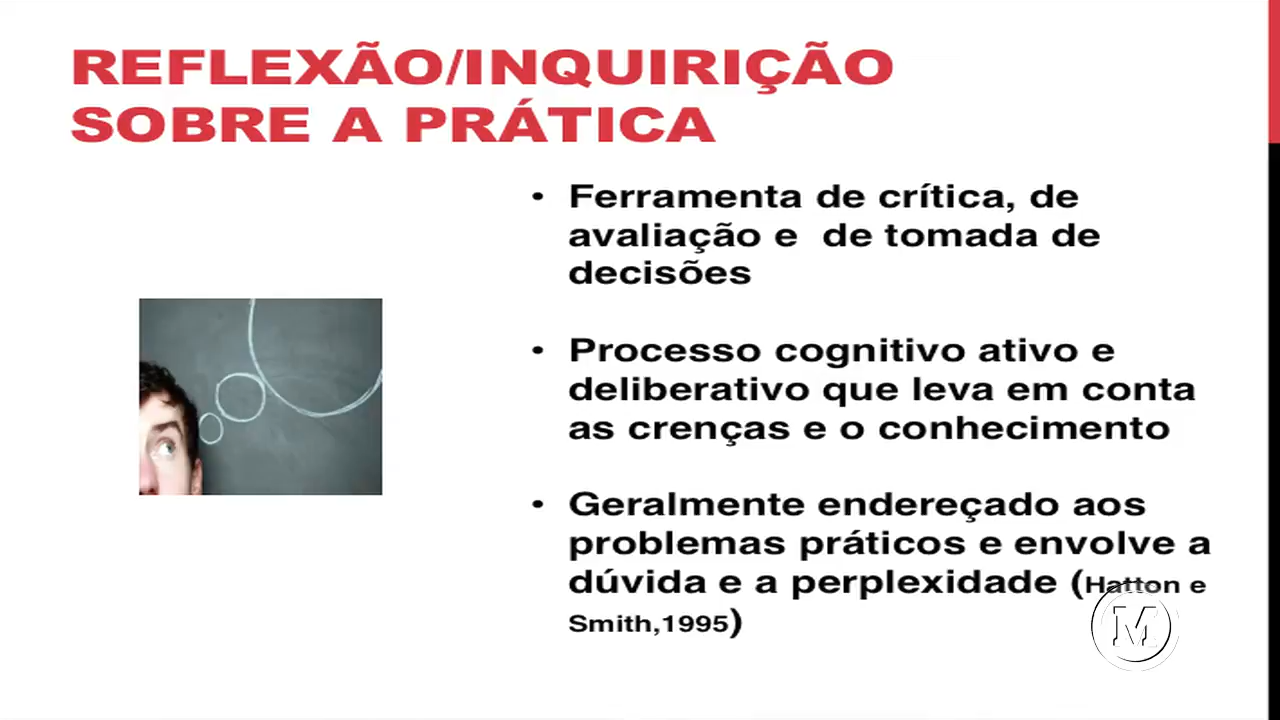 REFLEXÃO/INQUIRIÇÃO
SOBRE A PRÁTICA
• Ferramenta de crítica, de
avaliação e de tomada de
decisões
• Processo cognitivo ativo e
deliberativo que leva em conta
as crenças e o conhecimento
• Geralmente endereçado aos
problemas práticos e envolve a
dúvida e a perplexidade (Hatton e
Smith,1995)
M